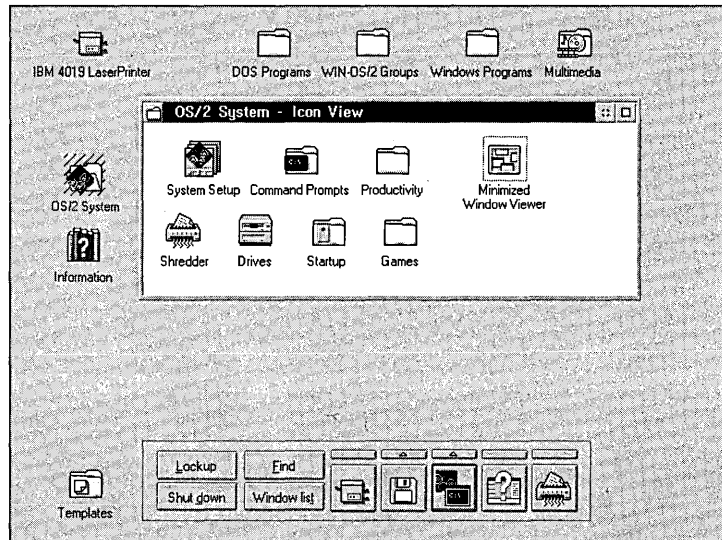 IBM 4019 LaserPrinter
DOS Programs
WIN-OS/2 Groups
Windows Programs
Multimedia
OS/2 System - Icon View
System Setup
Command Prompts
Productivity
Minimized
Window Viewer
OS/2 System
Shredder
Drives
Startup
Games
Information
Lockup
Find
Shut down
Window list
Templates